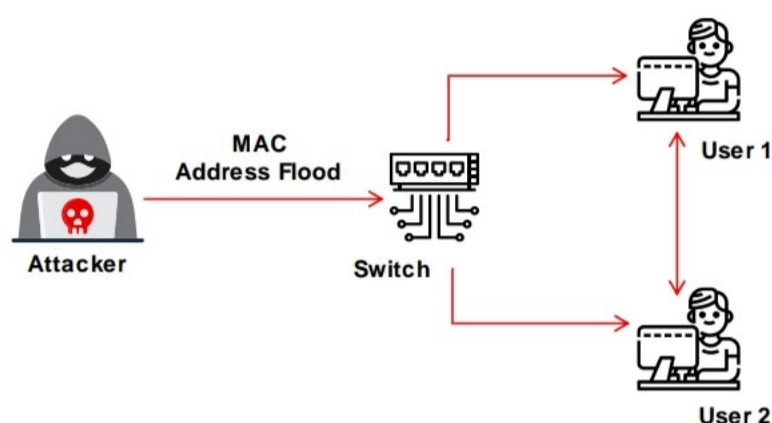 MAC
Address Flood
Attacker
Switch
User 1
User 2